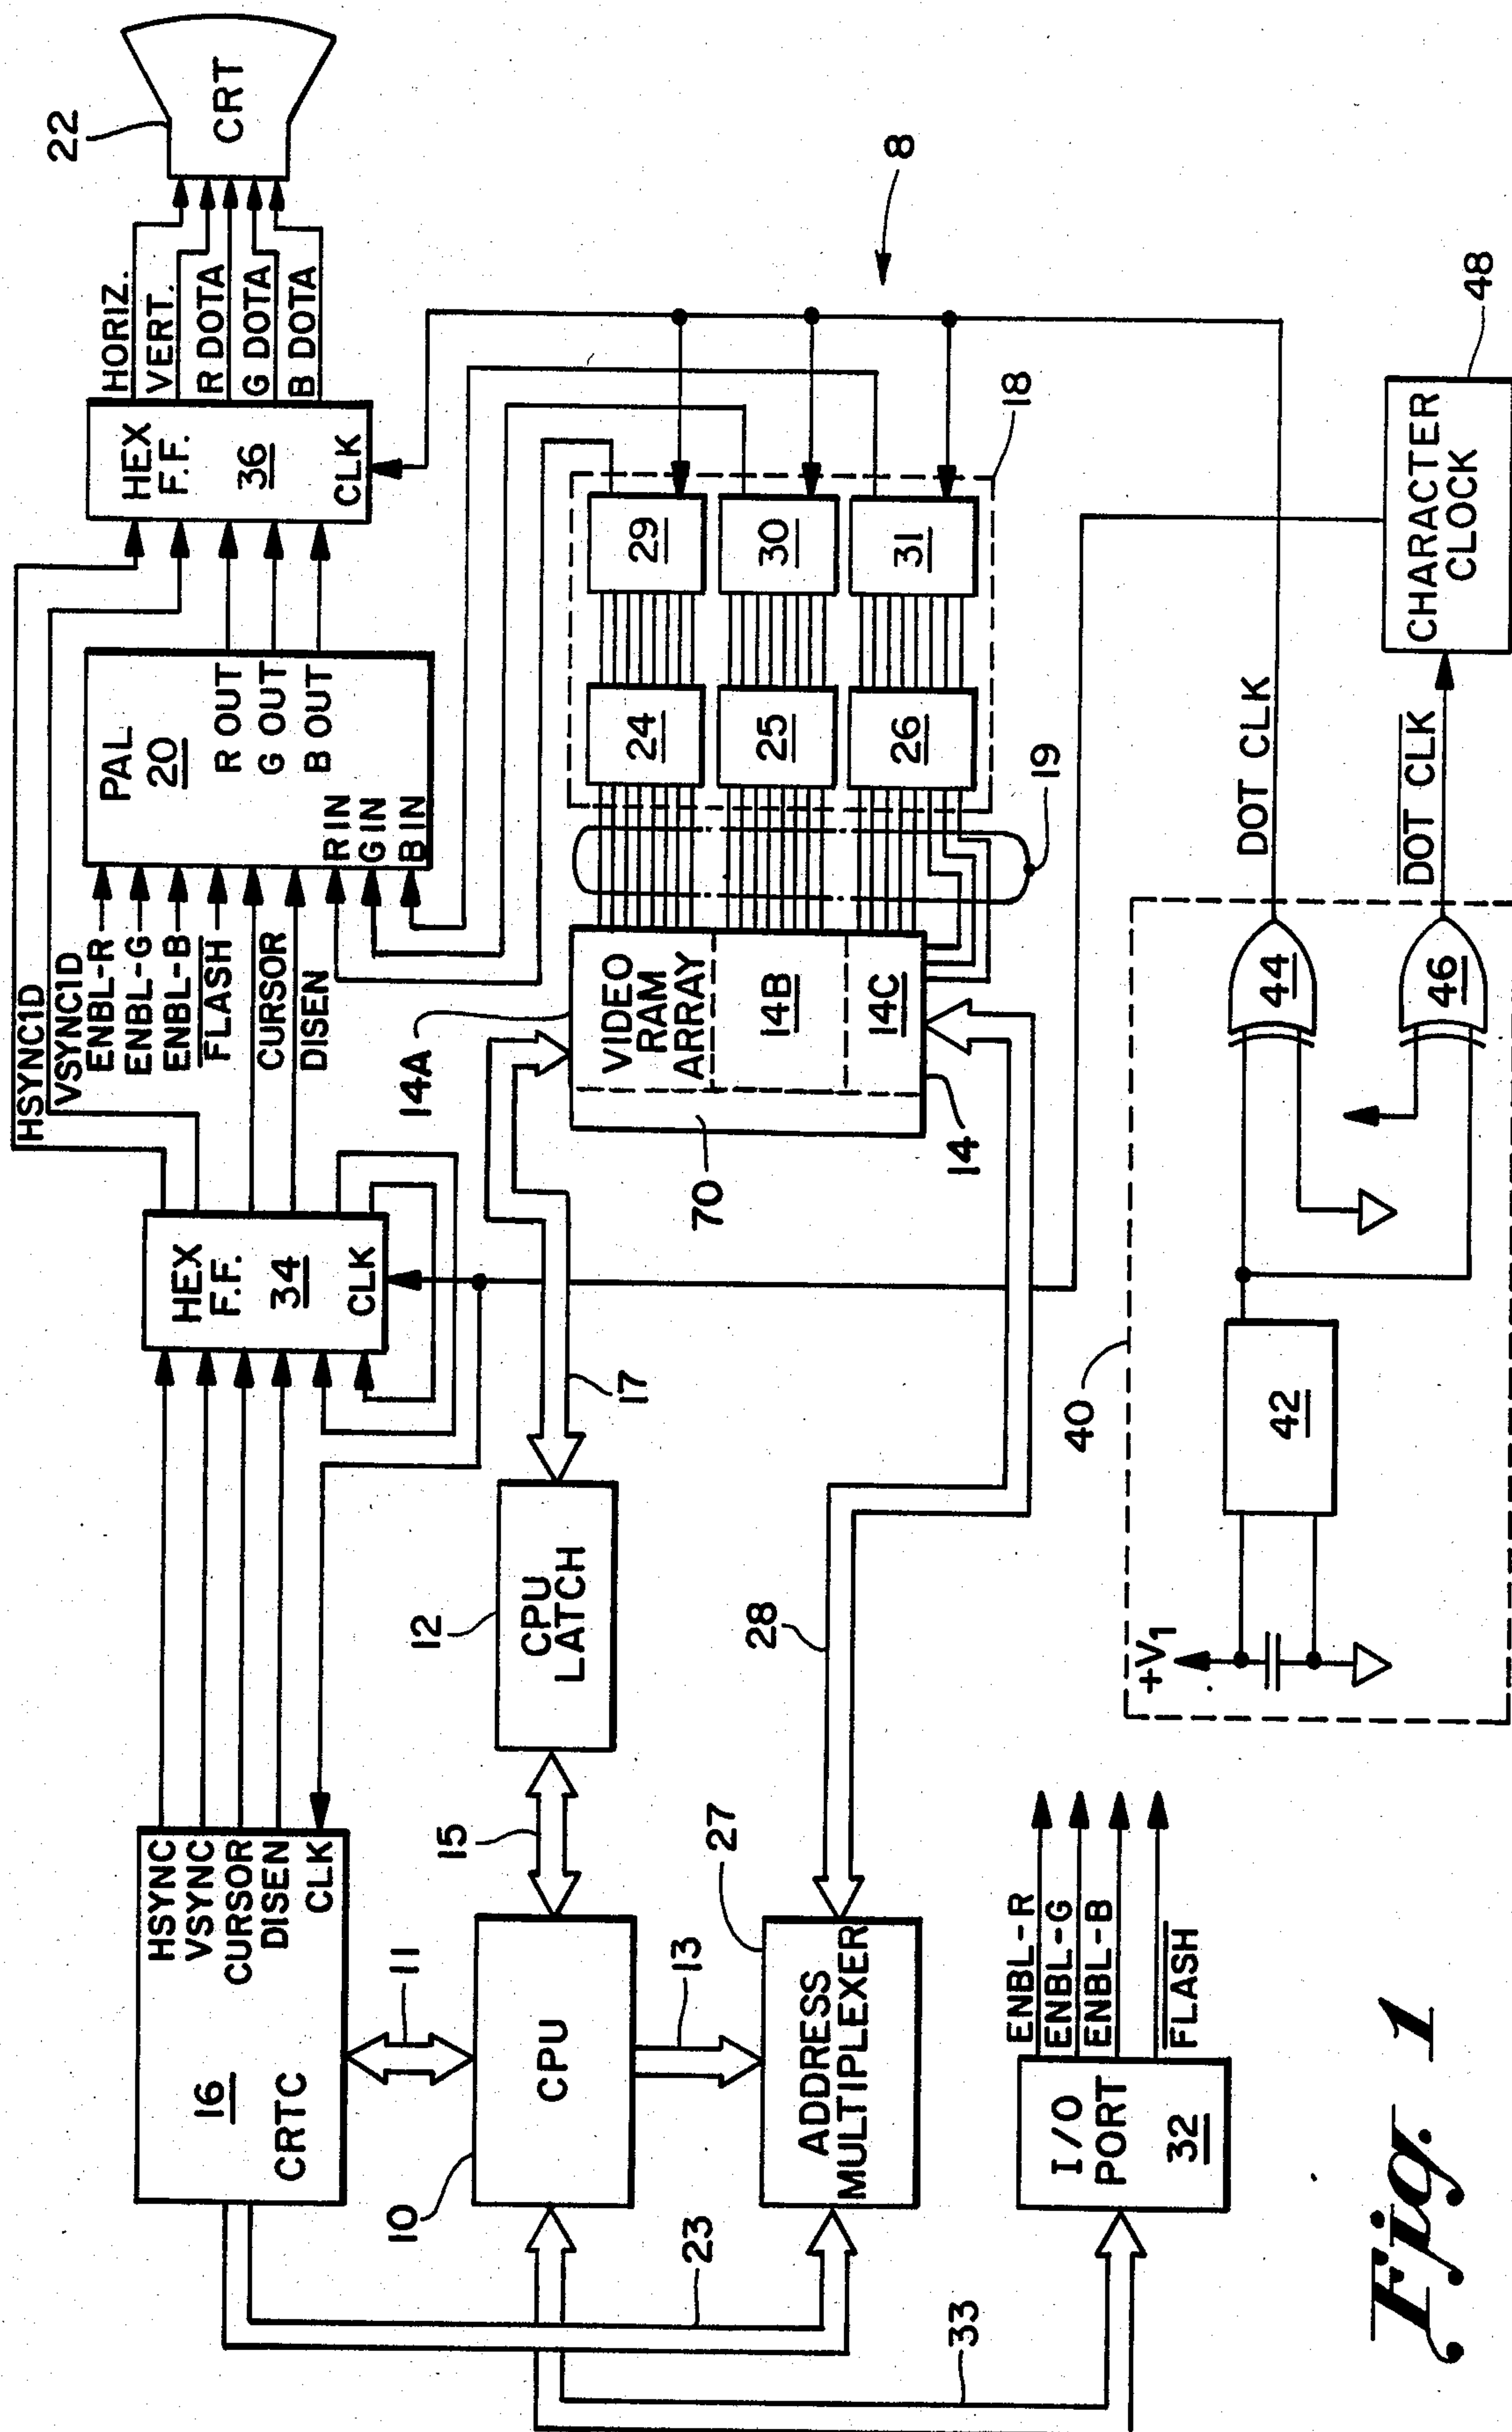 HSYNC
VSYNC
CURSOR
DISEN
CLK
16
CRTC
11
10
CPU
15
12
CPU
LATCH
17
13
27
ADDRESS
MULTIPLEXER
28
23
33
I/O
PORT
32
ENBL-R
ENBL-G
ENBL-B
FLASH
HEX
F.F.
34
CLK
HSYNC1D
VSYNC1D
ENBL-R
ENBL-G
ENBL-B
FLASH
CURSOR
DISEN
PAL
20
R OUT
G OUT
B OUT
R IN
G IN
B IN
HEX
F.F.
36
CLK
HORIZ.
VERT.
R DOTA
G DOTA
B DOTA
22
CRT
14A
VIDEO
RAM
ARRAY
14B
14C
70
14
19
24
25
26
29
30
31
18
8
40
+V1
42
44
46
DOT CLK
DOT CLK
CHARACTER
CLOCK
48
Fig. 1